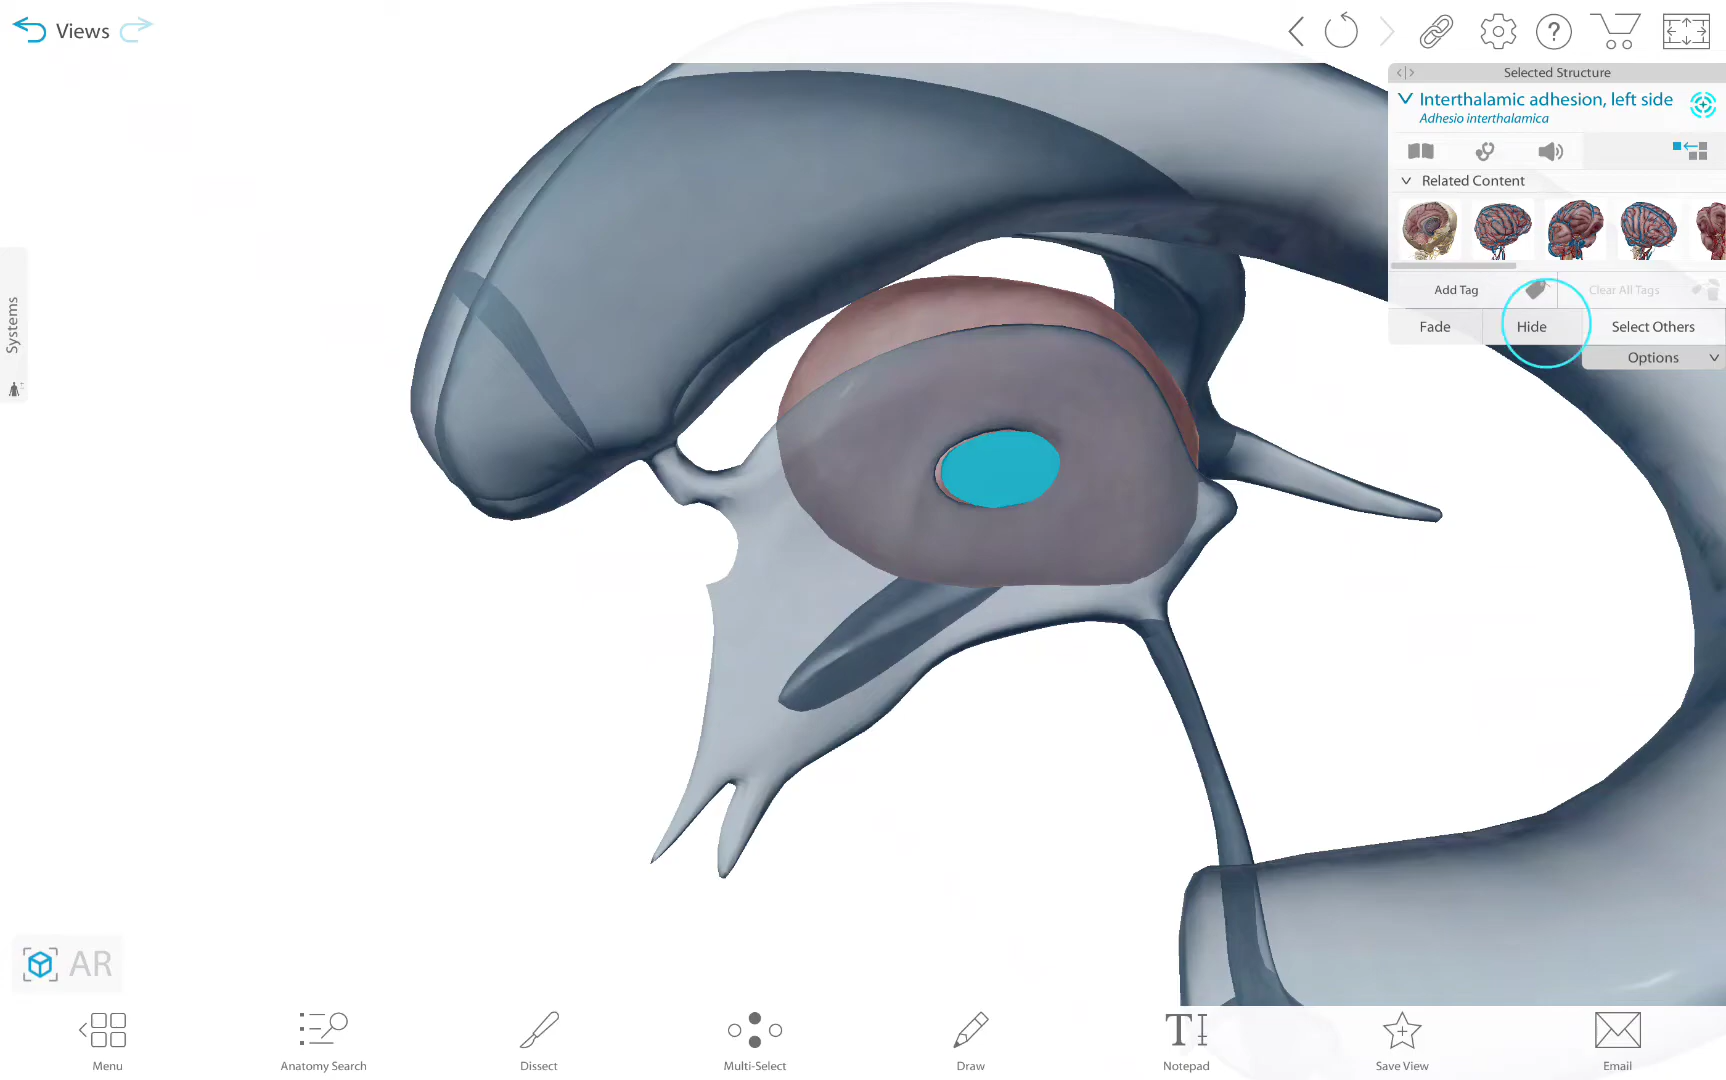 Views
Selected Structure
Interthalamic adhesion, left side
Adhesio interthalamica
Related Content
Add Tag
Clear All Tags
Fade
Hide
Select Others
Options
Systems
AR
Menu
Anatomy Search
Dissect
Multi-Select
Draw
Notepad
Save View
Email